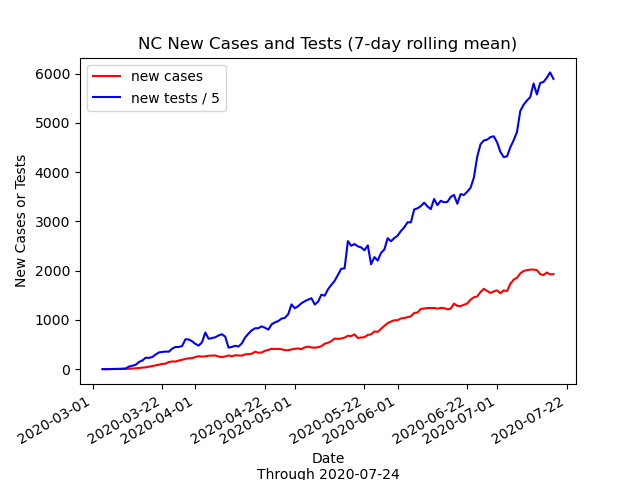 NC New Cases and Tests (7-day rolling mean)
new cases
new tests / 5
New Cases or Tests
6000
5000
4000
3000
2000
1000
0
2020-03-01
2020-03-22
2020-04-01
2020-04-22
2020-05-01
2020-05-22
2020-06-01
2020-06-22
2020-07-01
2020-07-22
Date
Through 2020-07-24